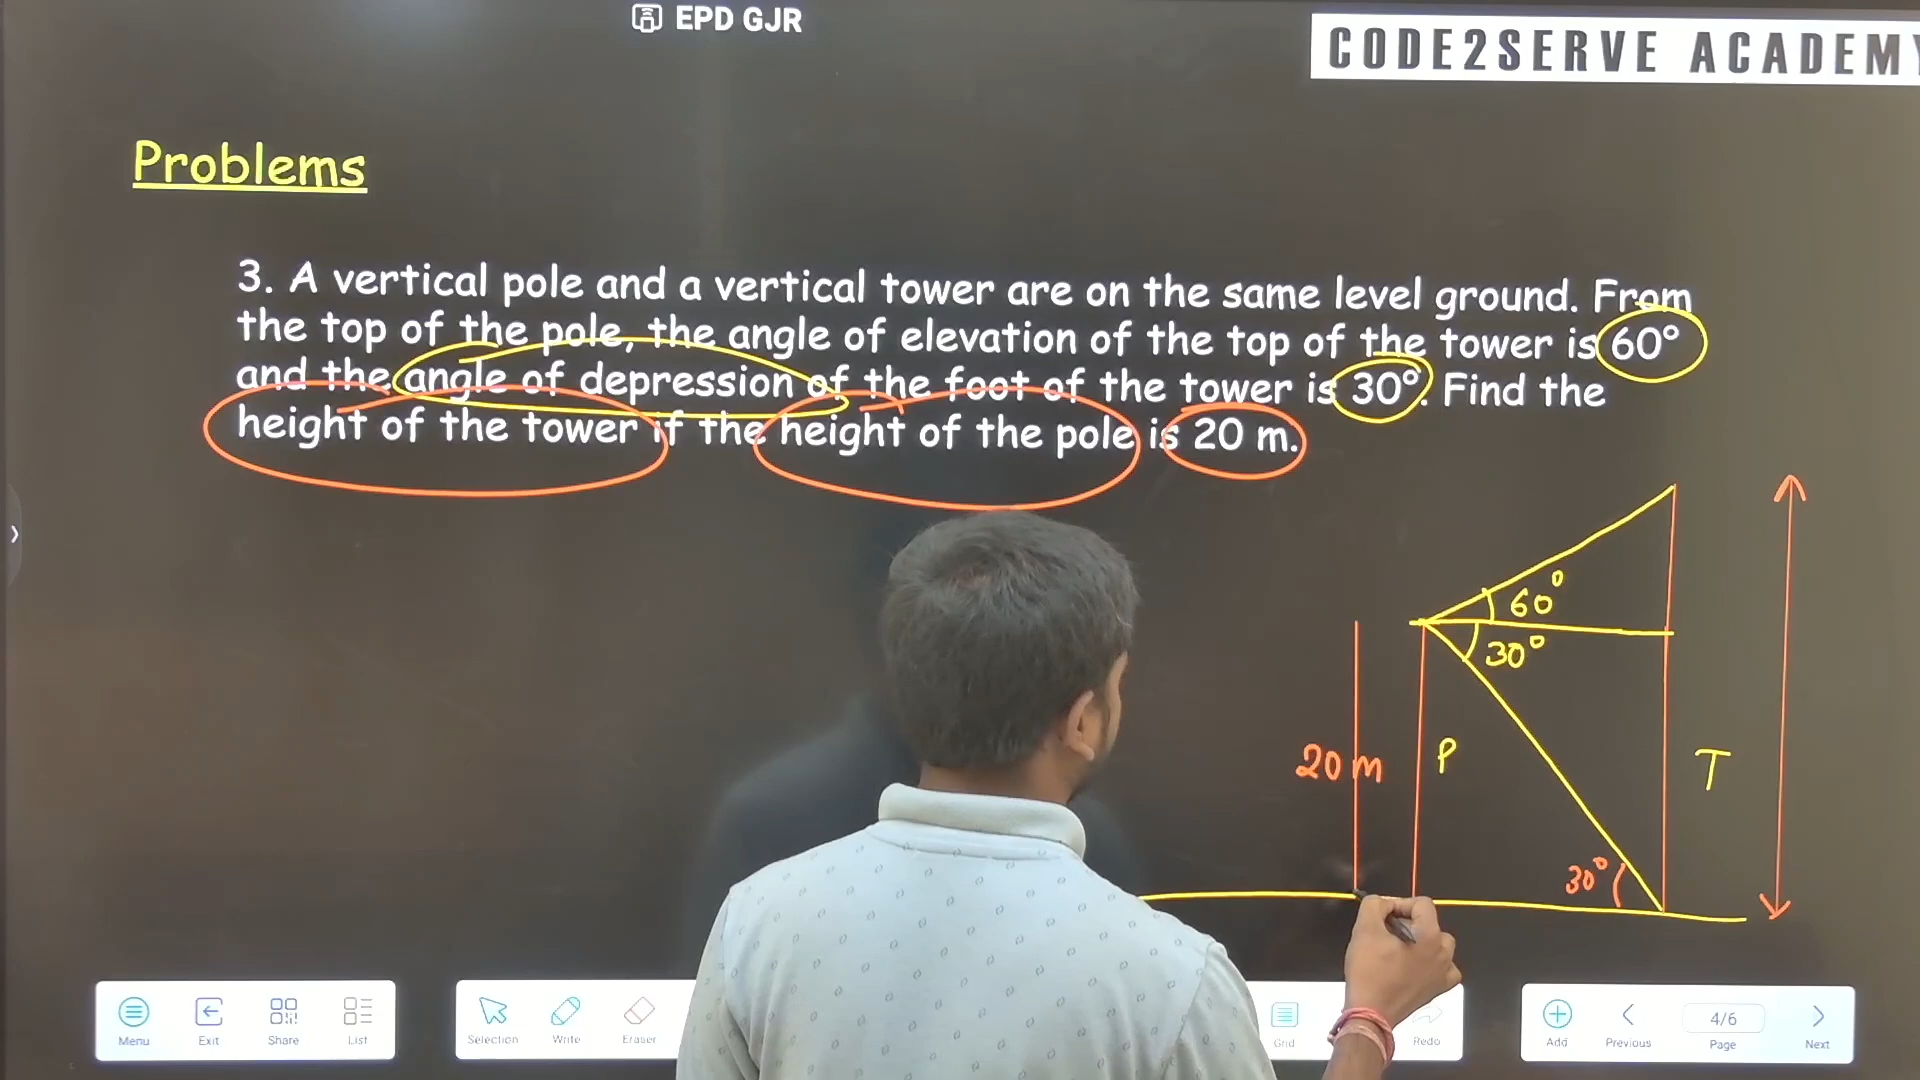 EPD GJR
CODE2SERVE ACADEMY
Problems
3. A vertical pole and a vertical tower are on the same level ground. From
the top of the pole, the angle of elevation of the top of the tower is 60°
and the angle of depression of the foot of the tower is 30°. Find the
height of the tower if the height of the pole is 20 m.
60°
30°
20 m
P
T
30°
Menu
Exit
Share
List
Selection
Write
Eraser
Grid
Redo
Add
Previous
4/6
Page
Next